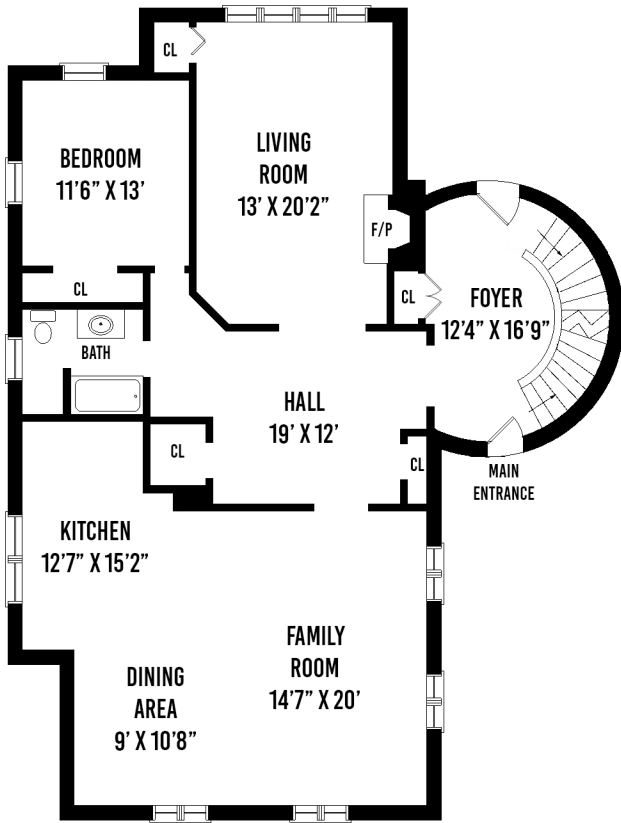 CL
LIVING
ROOM
13' X 20'2"
BEDROOM
11'6" X 13'
F/P
CL
CL
FOYER
12'4" X 16'9"
BATH
HALL
19' X 12'
CL
CL
MAIN
ENTRANCE
KITCHEN
12'7" X 15'2"
FAMILY
ROOM
14'7" X 20'
DINING
AREA
9' X 10'8"